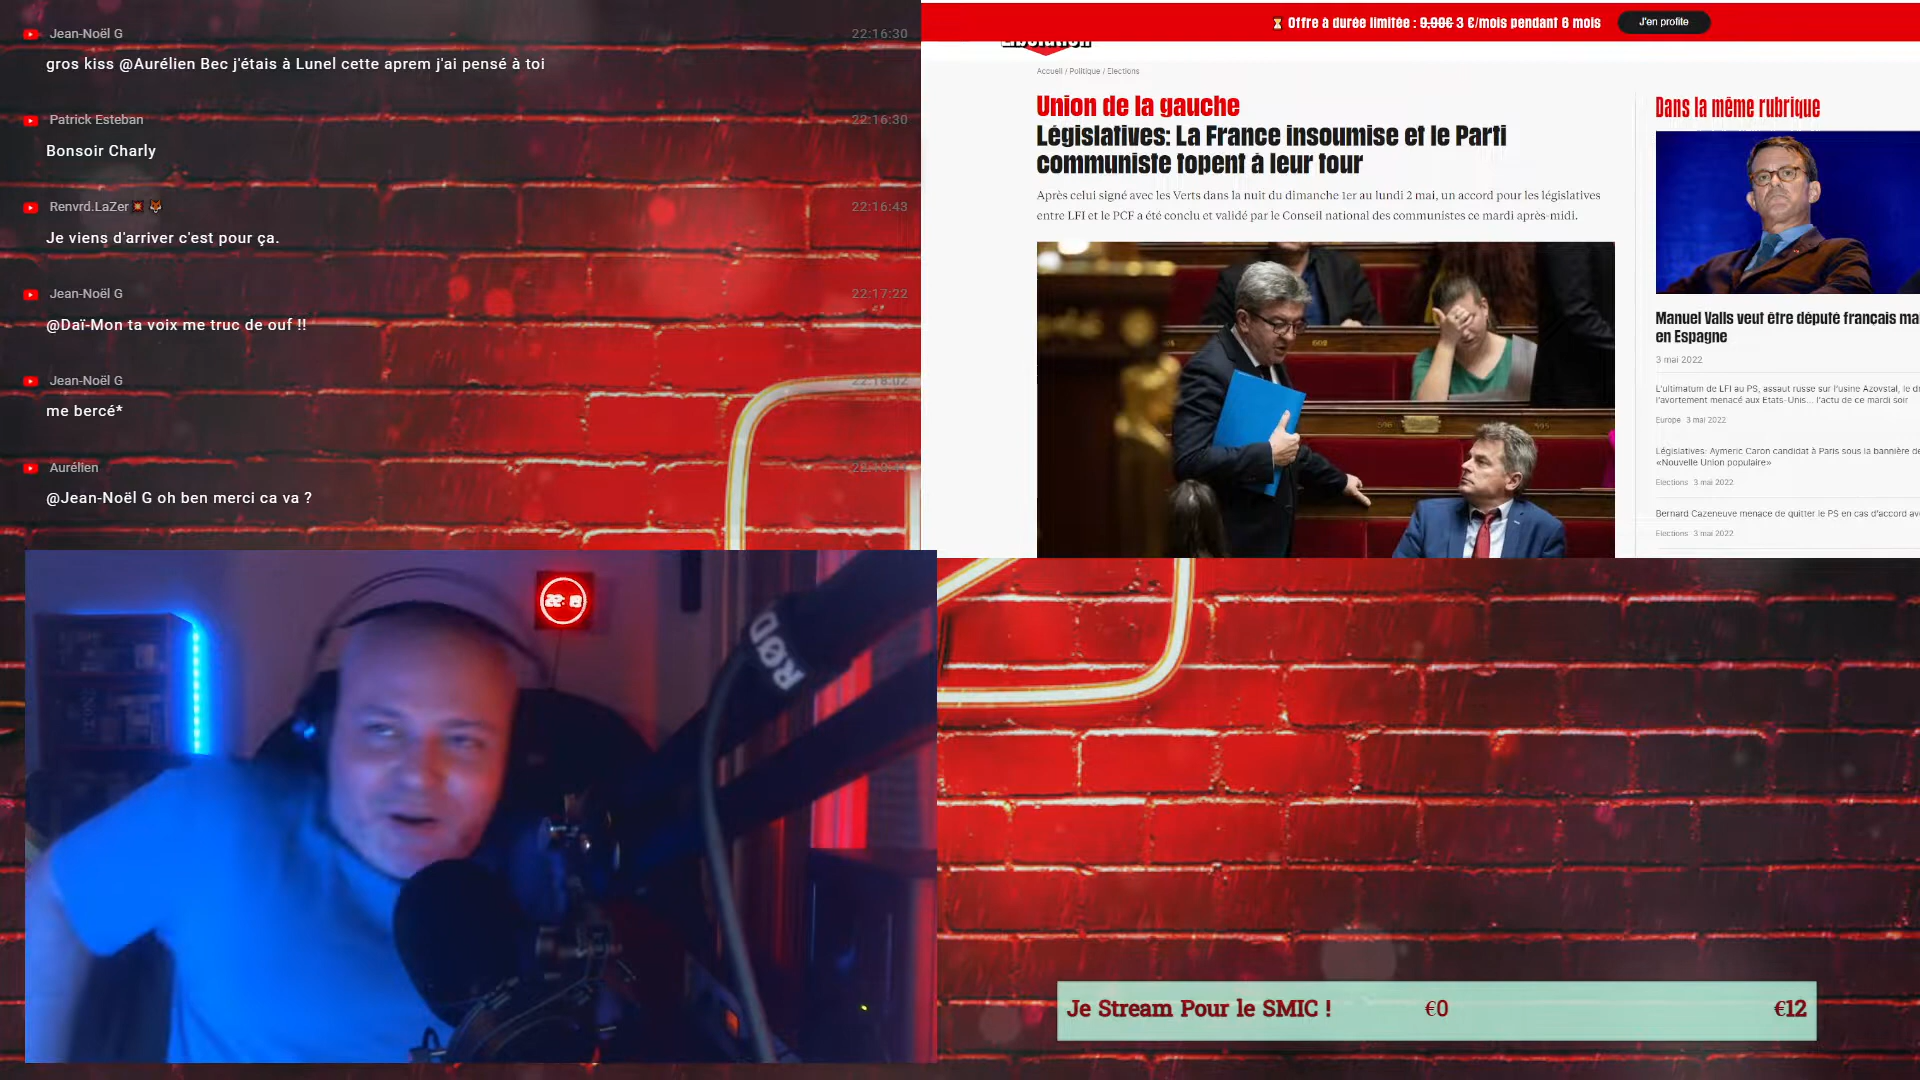 Jean-Noël G 22:16:30
gros kiss @Aurélien Bec j'étais à Lunel cette aprem j'ai pensé à toi
Patrick Esteban 22:16:30
Bonsoir Charly
Renvrd.LaZer 22:16:43
Je viens d'arriver c'est pour ça.
Jean-Noël G 22:17:22
@Daï-Mon ta voix me truc de ouf !!
Jean-Noël G 22:18:02
me bercé*
Aurélien
@Jean-Noël G oh ben merci ca va ?
Offre à durée limitée : 9,90€ 3 €/mois pendant 6 mois J'en profite
Libération
Accueil / Politique / Elections
Union de la gauche
Législatives: La France insoumise et le Parti
communiste topent à leur tour
Après celui signé avec les Verts dans la nuit du dimanche 1er au lundi 2 mai, un accord pour les législatives
entre LFI et le PCF a été conclu et validé par le Conseil national des communistes ce mardi après-midi.
Dans la même rubrique
Manuel Valls veut être député français ma
en Espagne
3 mai 2022
L'ultimatum de LFI au PS, assaut russe sur l'usine Azovstal, le dr
l'avortement menacé aux Etats-Unis... l'actu de ce mardi soir
Europe 3 mai 2022
Législatives: Aymeric Caron candidat à Paris sous la bannière de
«Nouvelle Union populaire»
Elections 3 mai 2022
Bernard Cazeneuve menace de quitter le PS en cas d'accord av
Elections 3 mai 2022
600
596
595
RØD
Je Stream Pour le SMIC ! €0 €12